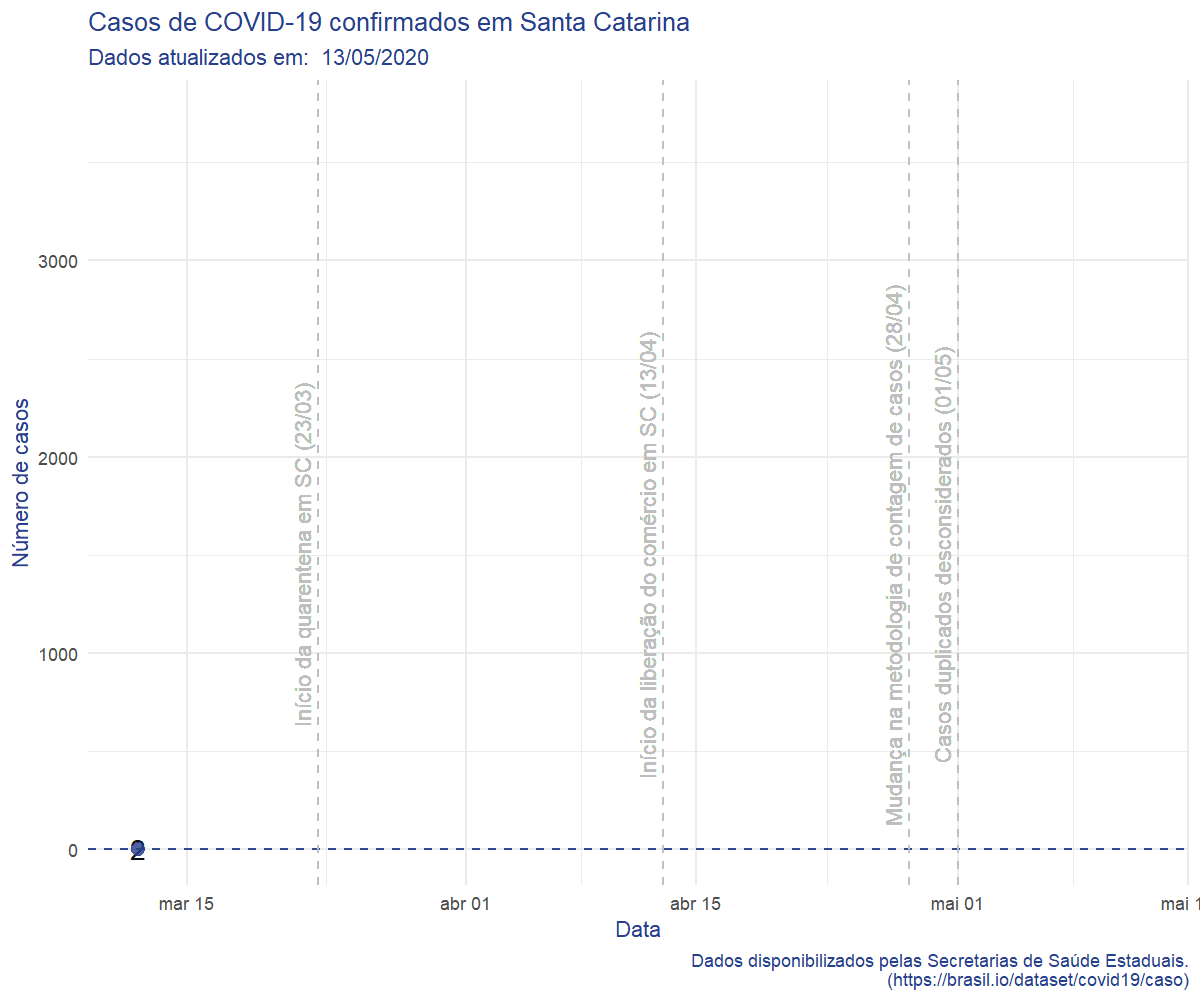 Casos de COVID-19 confirmados em Santa Catarina
Dados atualizados em:  13/05/2020
Número de casos
3000
2000
1000
0
Início da quarentena em SC (23/03)
Início da liberação do comércio em SC (13/04)
Mudança na metodologia de contagem de casos (28/04)
Casos duplicados desconsiderados (01/05)
2
mar 15
abr 01
abr 15
mai 01
mai 1
Data
Dados disponibilizados pelas Secretarias de Saúde Estaduais.
(https://brasil.io/dataset/covid19/caso)